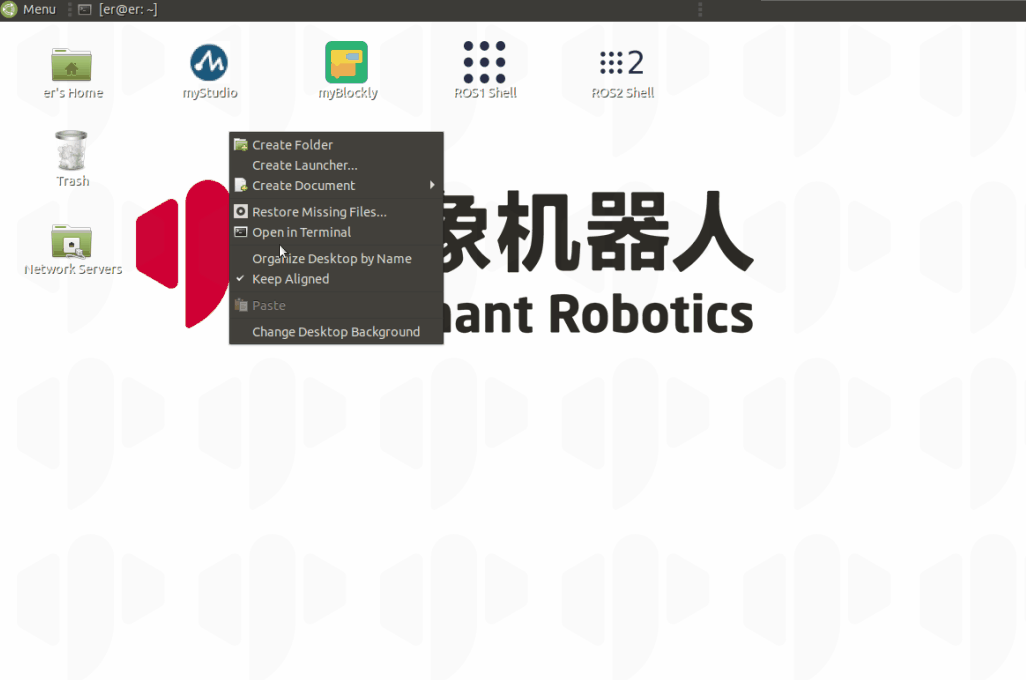 Menu
[er@er: ~]
er's Home
myStudio
myBlockly
ROS1 Shell
2
ROS2 Shell
Trash
Network Servers
Create Folder
Create Launcher...
Create Document
Restore Missing Files...
Open in Terminal
Organize Desktop by Name
Keep Aligned
Paste
Change Desktop Background
象机器人
hant Robotics